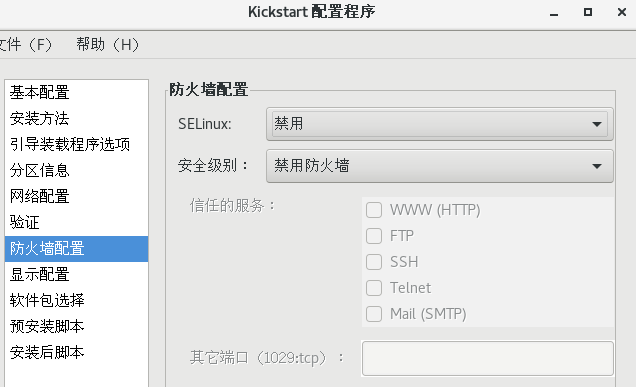 Kickstart 配置程序
文件（F） 帮助（H）
基本配置
安装方法
引导装载程序选项
分区信息
网络配置
验证
防火墙配置
显示配置
软件包选择
预安装脚本
安装后脚本
防火墙配置
SELinux: 禁用
安全级别： 禁用防火墙
信任的服务：
WWW (HTTP)
FTP
SSH
Telnet
Mail (SMTP)
其它端口（1029:tcp）：